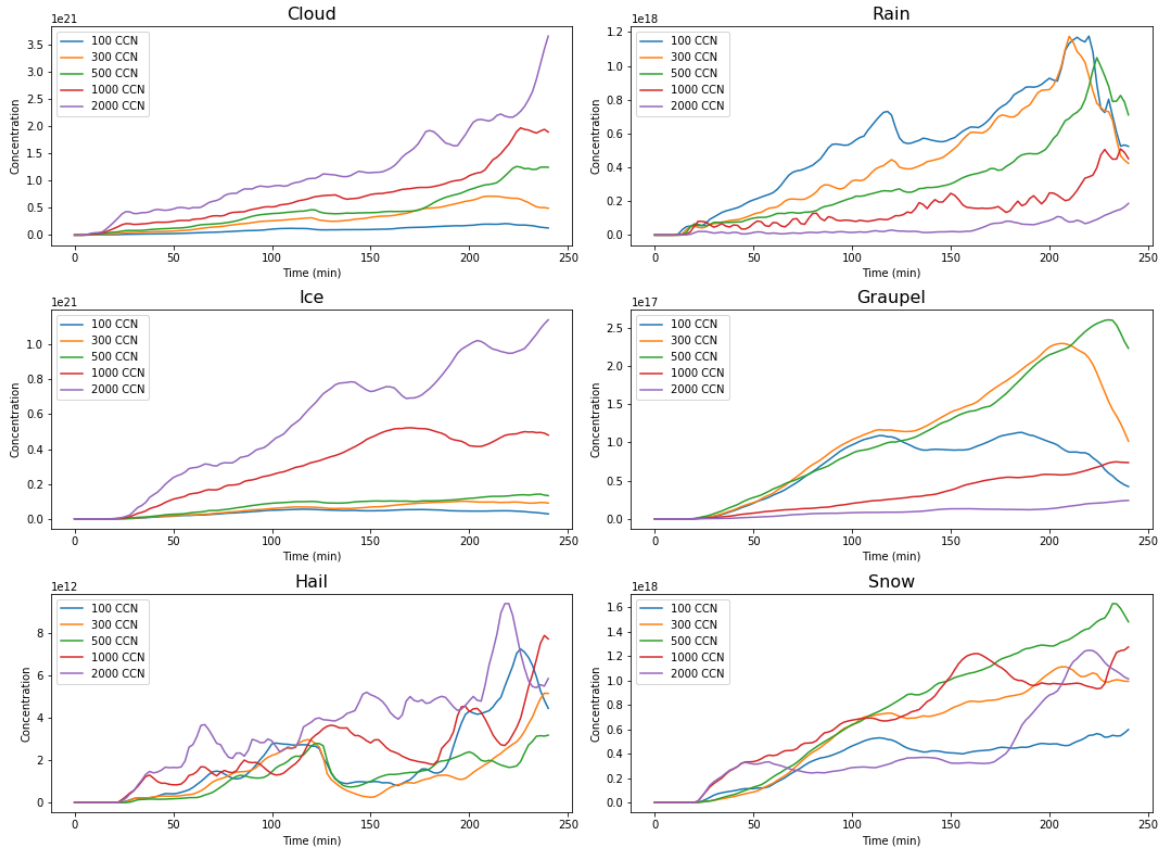 Cloud
1e21
Concentration
3.5
3.0
2.5
2.0
1.5
1.0
0.5
0.0
100 CCN
300 CCN
500 CCN
1000 CCN
2000 CCN
0 50 100 150 200 250
Time (min)
Rain
1e18
Concentration
1.2
1.0
0.8
0.6
0.4
0.2
0.0
100 CCN
300 CCN
500 CCN
1000 CCN
2000 CCN
0 50 100 150 200 250
Time (min)
Ice
1e21
Concentration
1.0
0.8
0.6
0.4
0.2
0.0
100 CCN
300 CCN
500 CCN
1000 CCN
2000 CCN
0 50 100 150 200 250
Time (min)
Graupel
1e17
Concentration
2.5
2.0
1.5
1.0
0.5
0.0
100 CCN
300 CCN
500 CCN
1000 CCN
2000 CCN
0 50 100 150 200 250
Time (min)
Hail
1e12
Concentration
8
6
4
2
0
100 CCN
300 CCN
500 CCN
1000 CCN
2000 CCN
0 50 100 150 200 250
Time (min)
Snow
1e18
Concentration
1.6
1.4
1.2
1.0
0.8
0.6
0.4
0.2
0.0
100 CCN
300 CCN
500 CCN
1000 CCN
2000 CCN
0 50 100 150 200 250
Time (min)